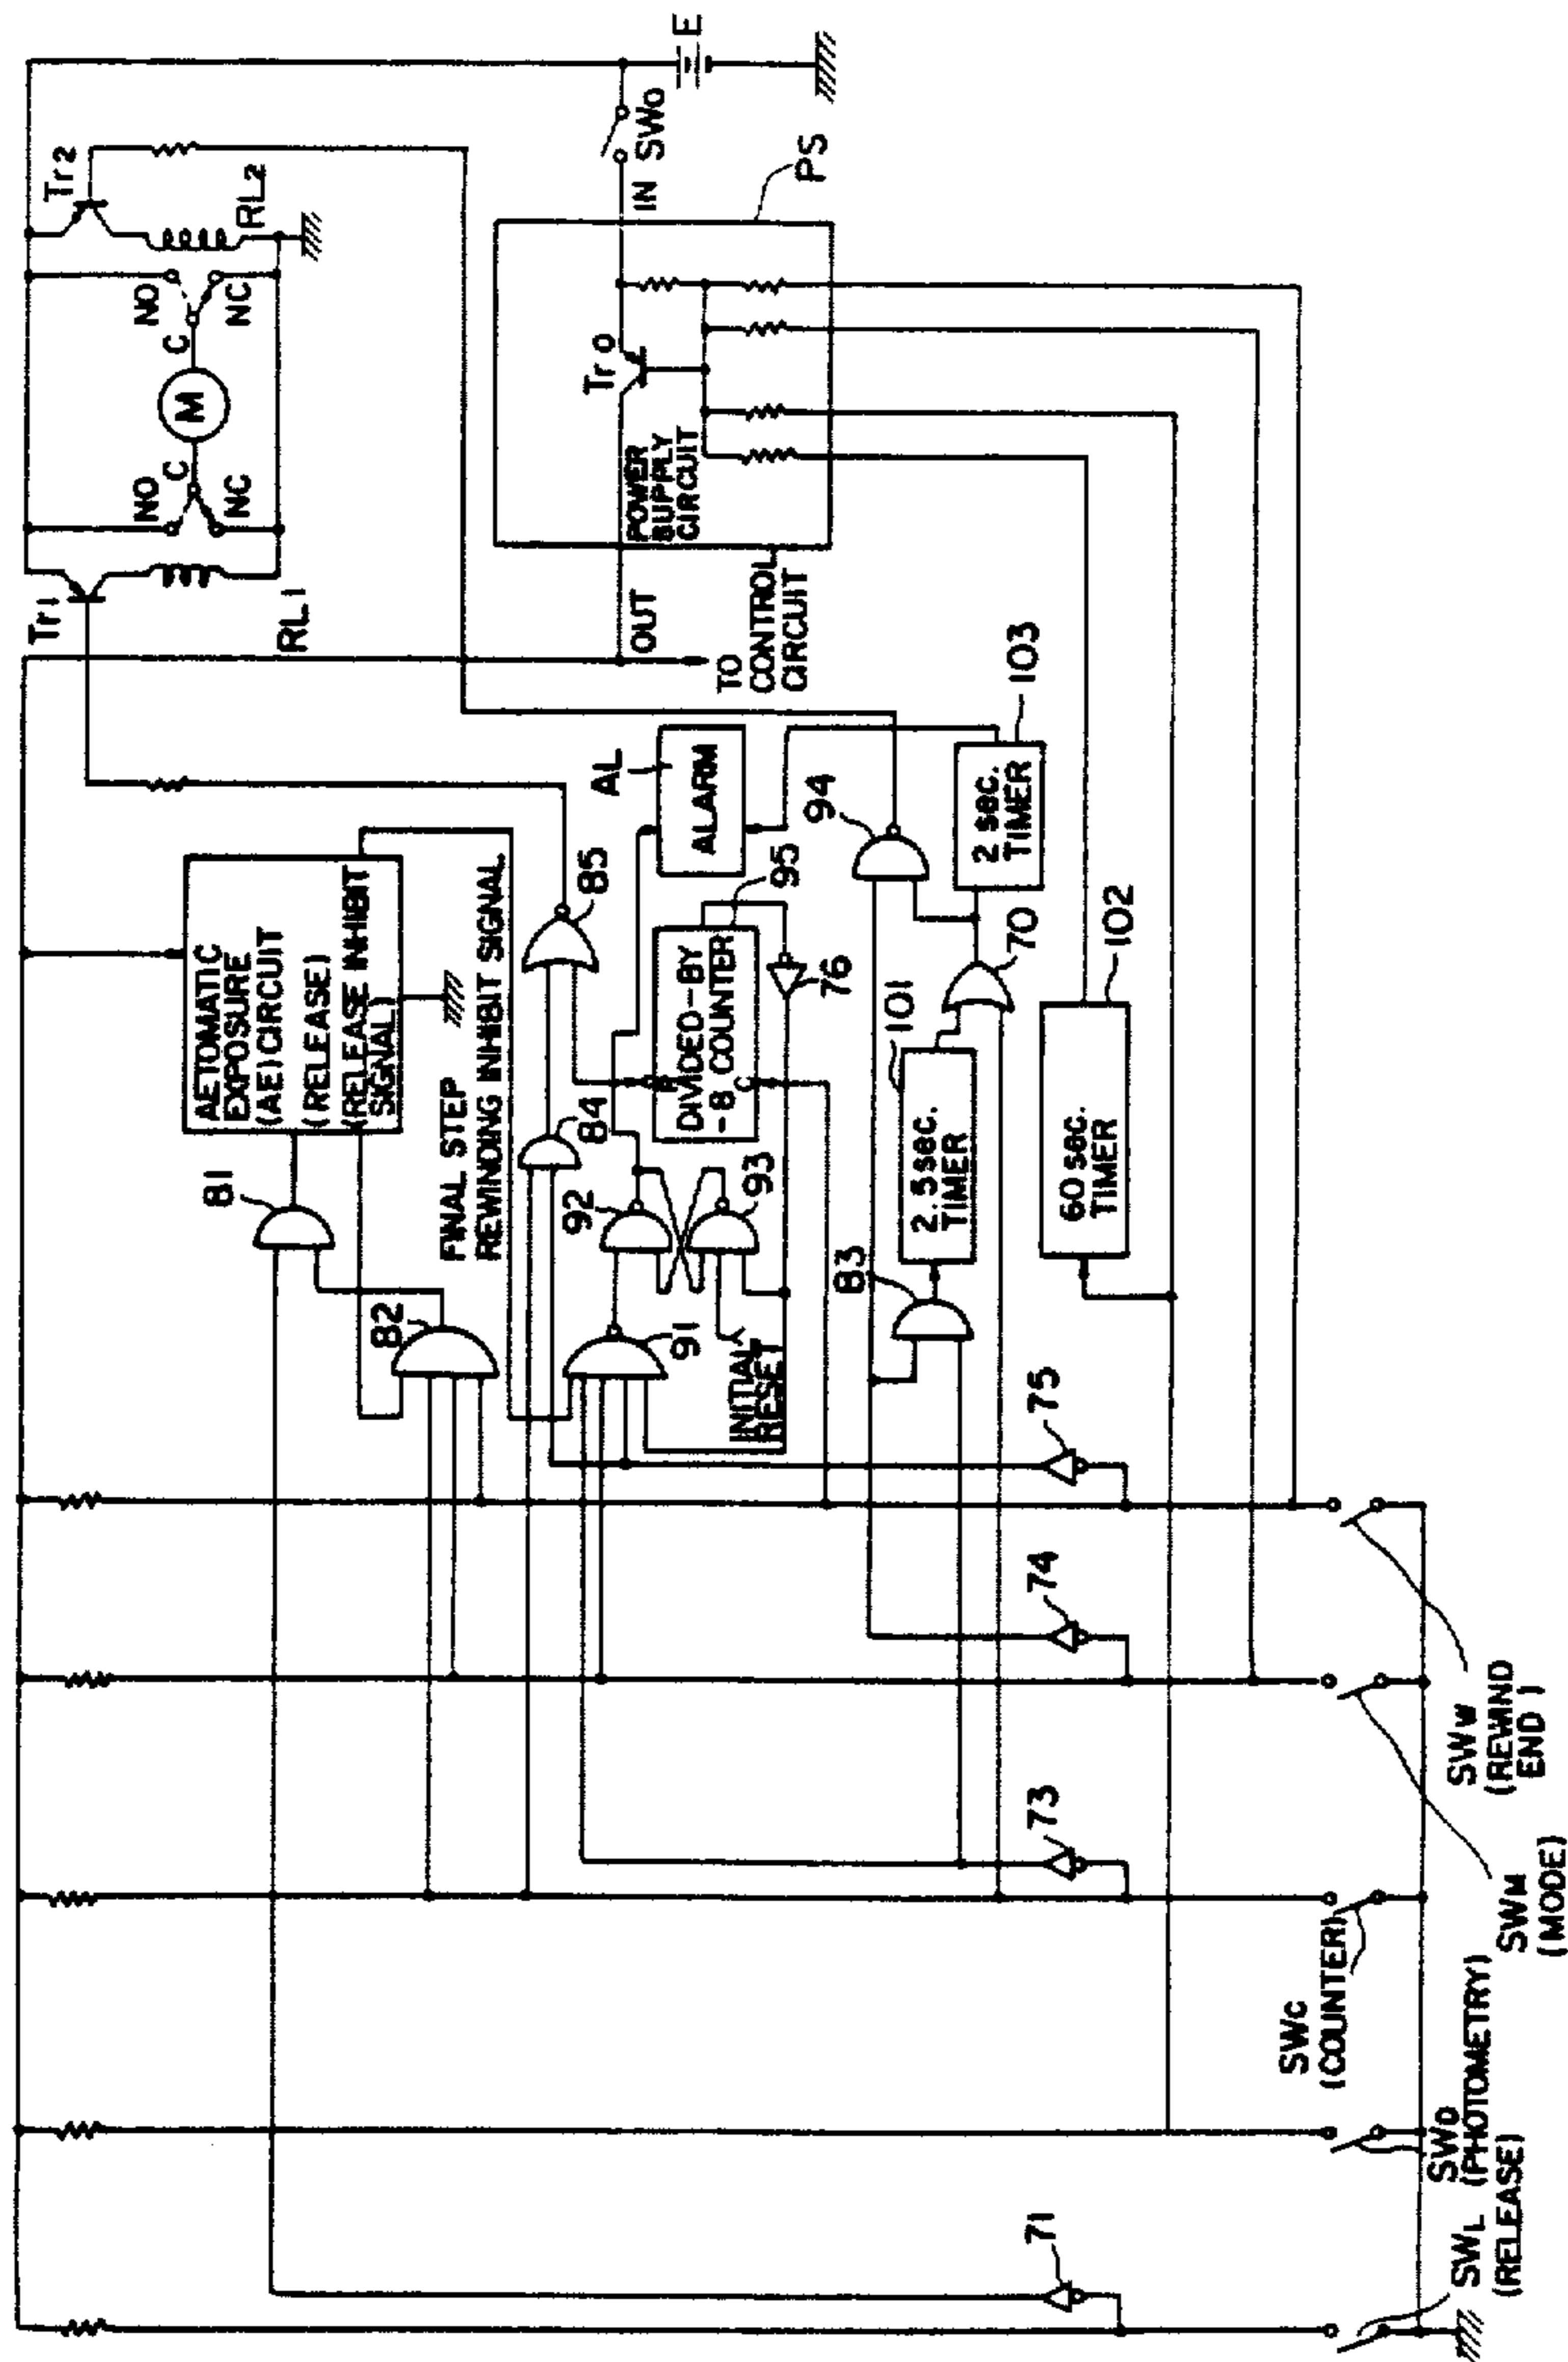 E
SWo
IN
PS
Tr2
RL2
NO
C
NC
M
NO
C
NC
Tr1
RL1
Tr0
POWER
SUPPLY
CIRCUIT
OUT
TO
CONTROL
CIRCUIT
AETOMATIC
EXPOSURE
(AE)CIRCUIT
(RELEASE)
(RELEASE INHIBIT
SIGNAL)
81
82
FINAL STEP
REWINDING INHIBIT SIGNAL
85
84
AL
ALARM
DIVIDED-BY
-8 COUNTER
R
C
95
76
92
93
91
INITIAL
RESET
94
83
101
2.5 sec.
TIMER
70
2 sec.
TIMER
103
60 sec.
TIMER
102
75
74
73
71
SWW
(REWIND
END)
SWM
(MODE)
SWC
(COUNTER)
SWD
(PHOTOMETRY)
SWL
(RELEASE)